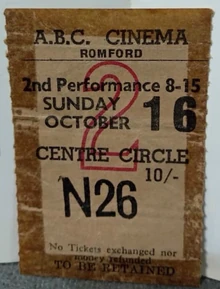 A.B.C. CINEMA
ROMFORD
2nd Performance 8-15
SUNDAY
OCTOBER 16
2
CENTRE CIRCLE
10/-
N26
No Tickets exchanged nor
money refunded
TO BE RETAINED